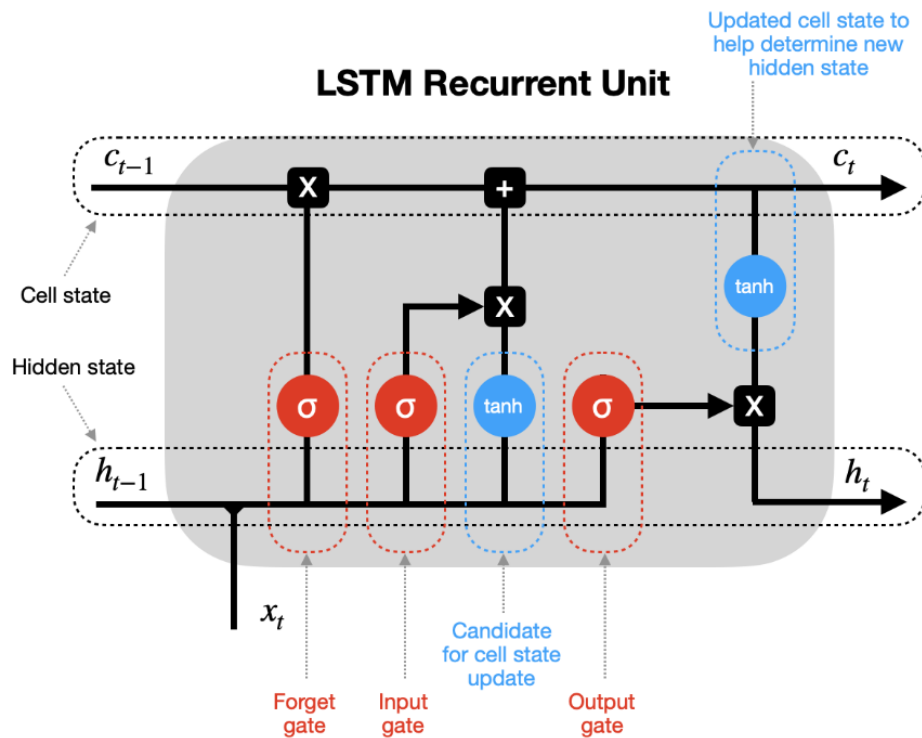 Updated cell state to
help determine new
hidden state
LSTM Recurrent Unit
c_{t-1}
c_t
X
+
Cell state
tanh
X
Hidden state
σ
σ
tanh
σ
X
h_{t-1}
h_t
x_t
Candidate
for cell state
update
Forget
gate
Input
gate
Output
gate